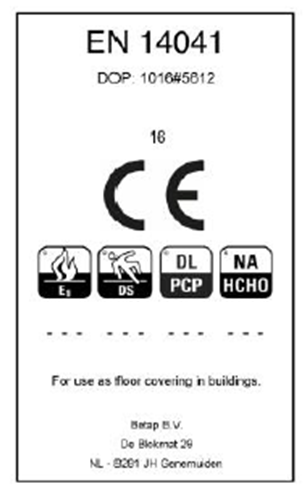 EN 14041
DOP: 1016#5612
16
CE
Efl DS DL PCP NA HCHO
--- --- --- ---
For use as floor covering in buildings.
Betap B.V.
De Blokmat 29
NL - 8281 JH Genemuiden